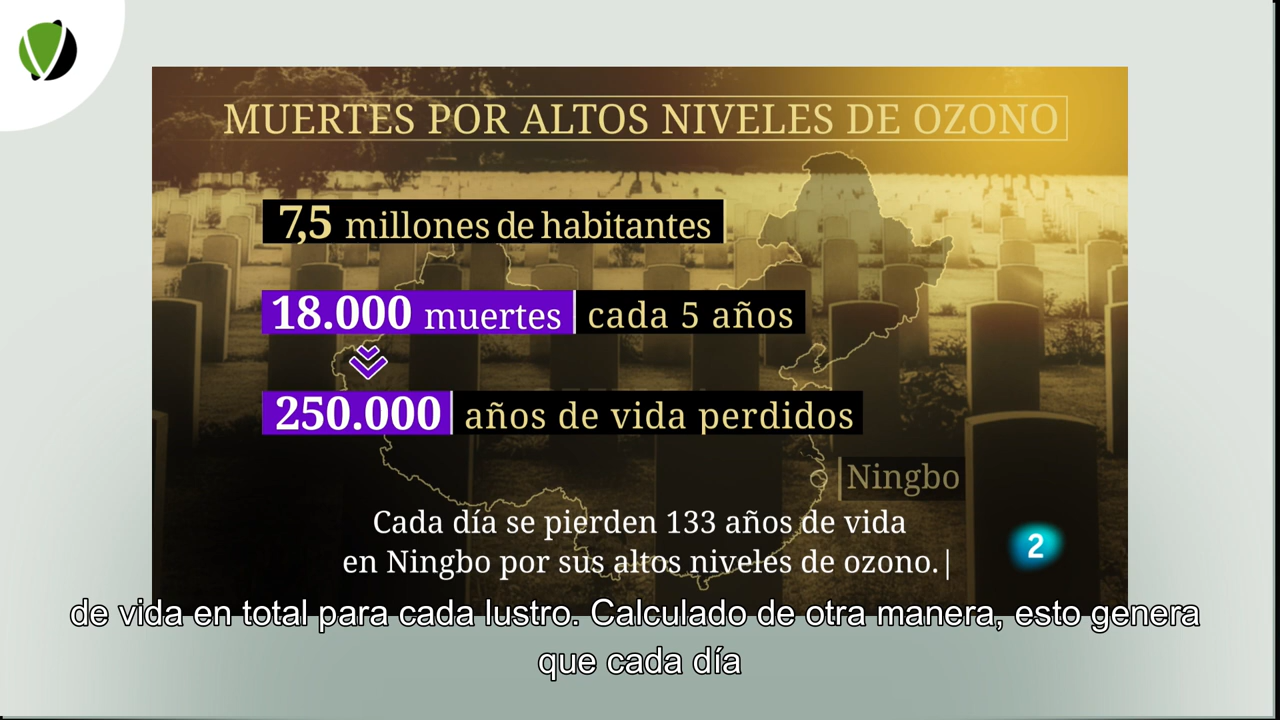 MUERTES POR ALTOS NIVELES DE OZONO
7,5 millones de habitantes
18.000 muertes cada 5 años
250.000 años de vida perdidos
Ningbo
Cada día se pierden 133 años de vida
en Ningbo por sus altos niveles de ozono.|
2
de vida en total para cada lustro. Calculado de otra manera, esto genera
que cada día